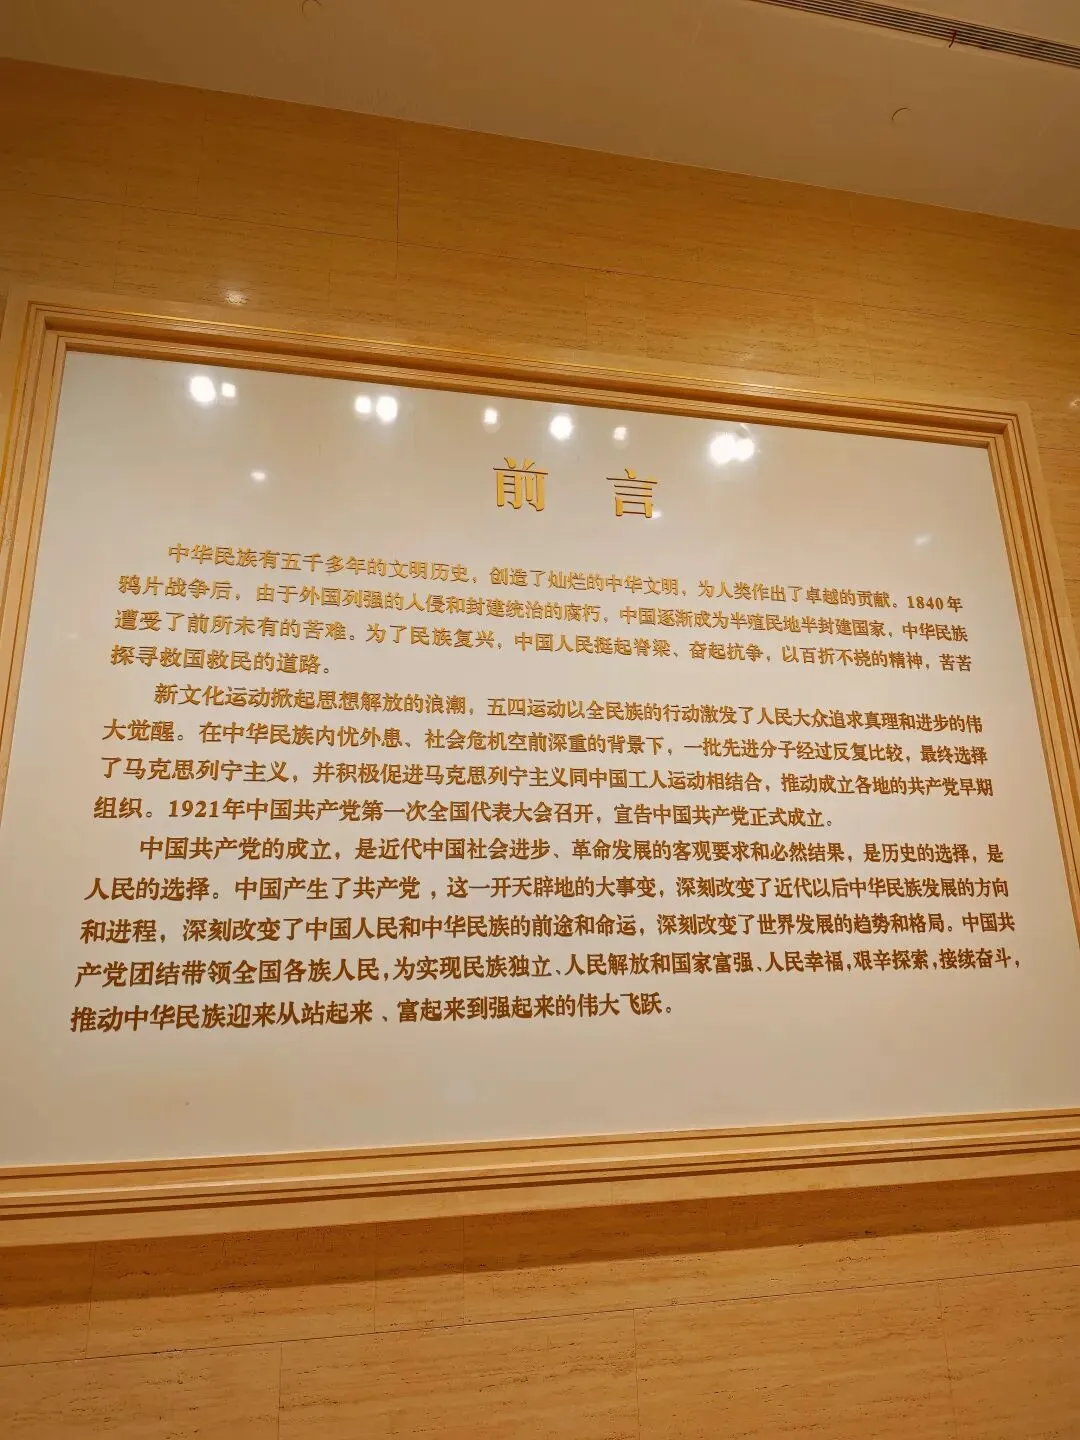 前言
中华民族有五千多年的文明历史，创造了灿烂的中华文明，为人类作出了卓越的贡献。1840年
鸦片战争后，由于外国列强的入侵和封建统治的腐朽，中国逐渐成为半殖民地半封建国家，中华民族
遭受了前所未有的苦难。为了民族复兴，中国人民挺起脊梁、奋起抗争，以百折不挠的精神，苦苦
探寻救国救民的道路。
新文化运动掀起思想解放的浪潮，五四运动以全民族的行动激发了人民大众追求真理和进步的伟
大觉醒。在中华民族内忧外患、社会危机空前深重的背景下，一批先进分子经过反复比较，最终选择
了马克思列宁主义，并积极促进马克思列宁主义同中国工人运动相结合，推动成立各地的共产党早期
组织。1921年中国共产党第一次全国代表大会召开，宣告中国共产党正式成立。
中国共产党的成立，是近代中国社会进步、革命发展的客观要求和必然结果，是历史的选择，是
人民的选择。中国产生了共产党，这一开天辟地的大事变，深刻改变了近代以后中华民族发展的方向
和进程，深刻改变了中国人民和中华民族的前途和命运，深刻改变了世界发展的趋势和格局。中国共
产党团结带领全国各族人民，为实现民族独立、人民解放和国家富强、人民幸福，艰辛探索，接续奋斗，
推动中华民族迎来从站起来、富起来到强起来的伟大飞跃。